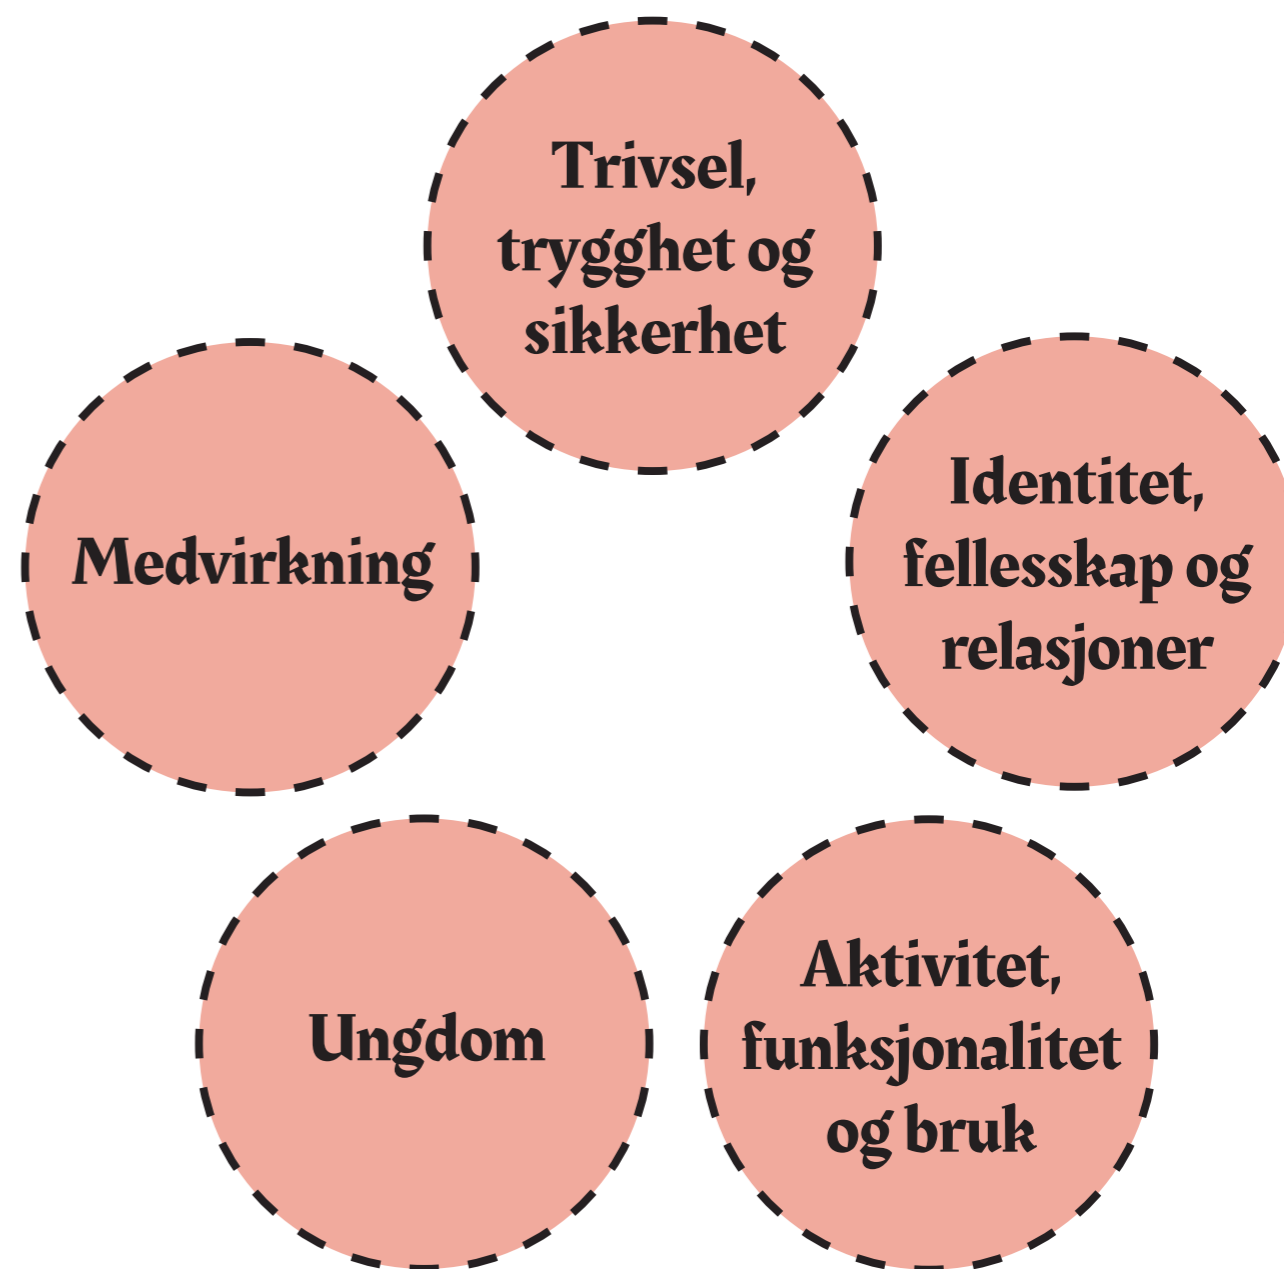 Trivsel,
trygghet og
sikkerhet
Medvirkning
Identitet,
fellesskap og
relasjoner
Ungdom
Aktivitet,
funksjonalitet
og bruk